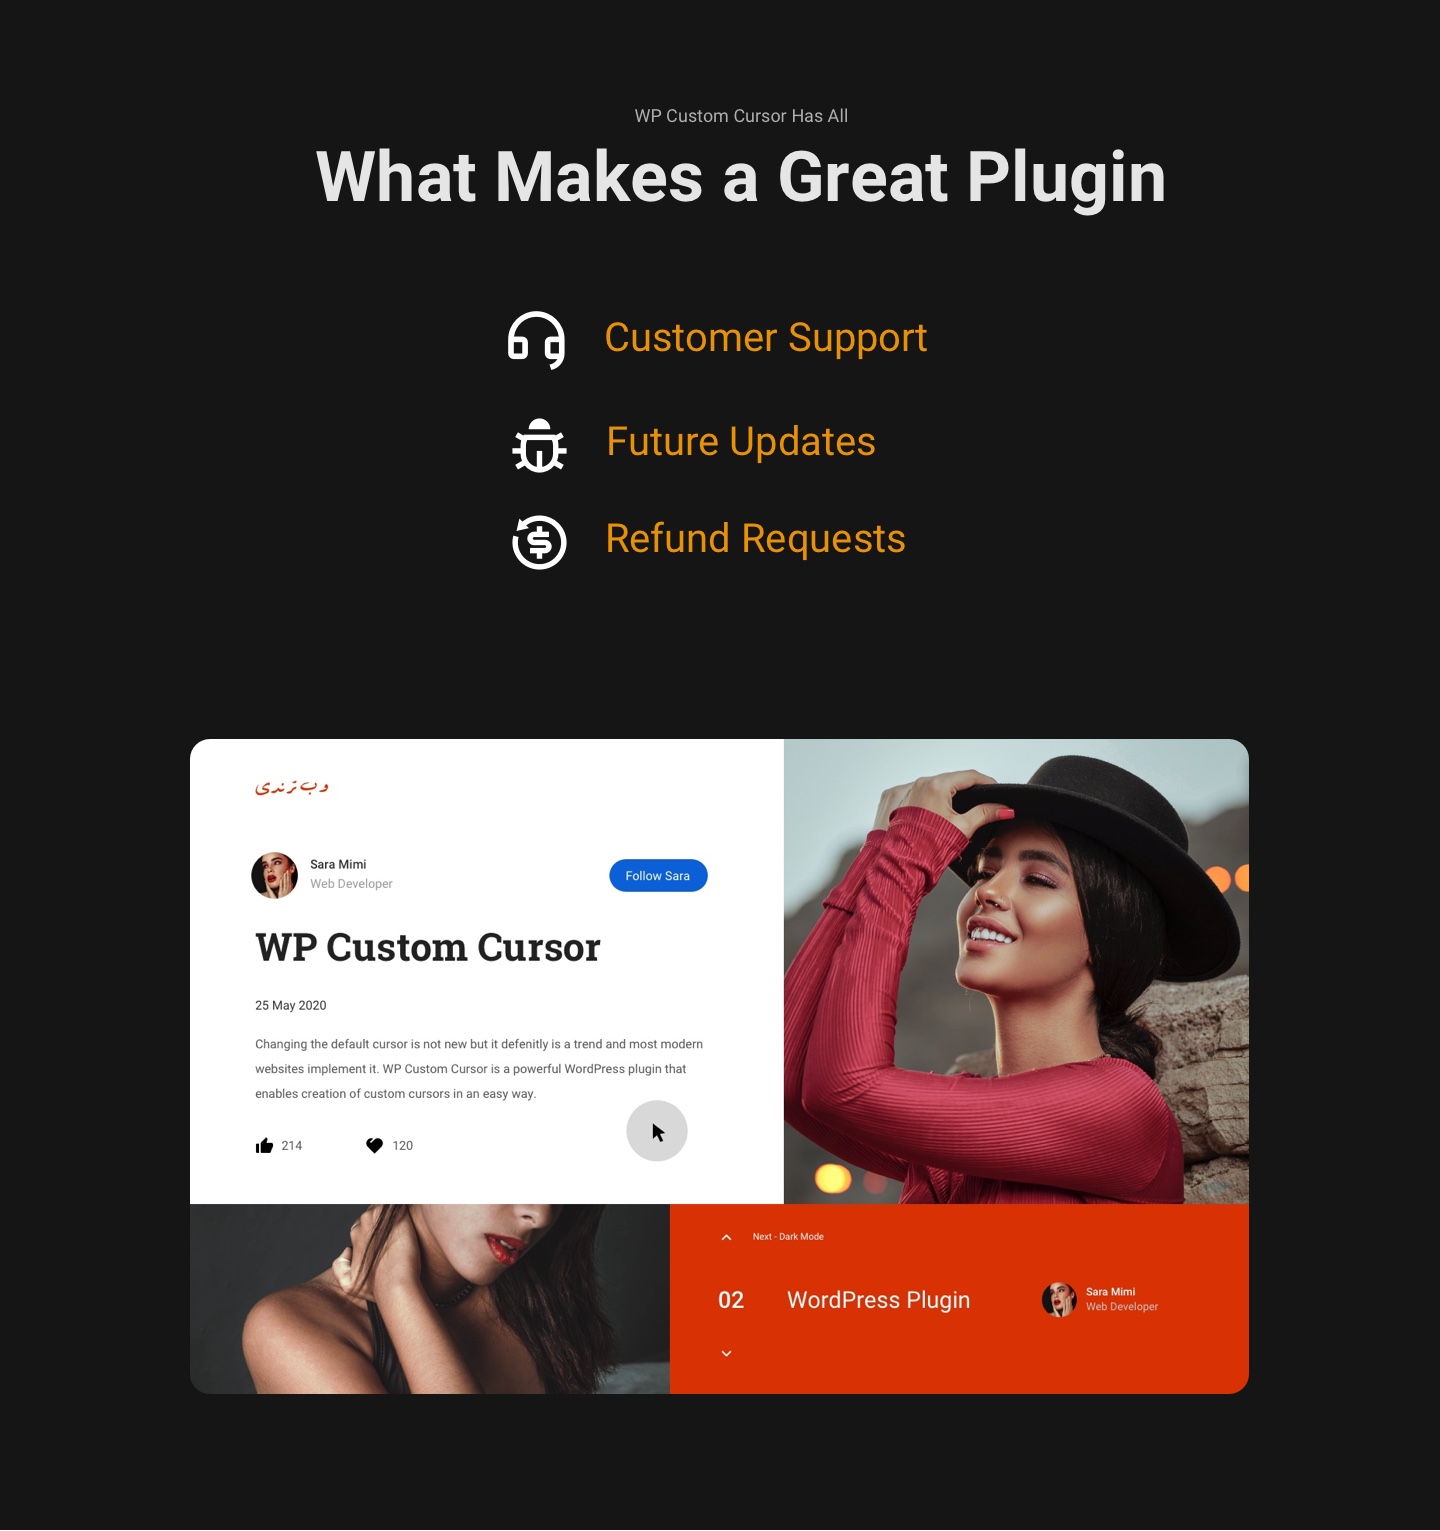 WP Custom Cursor Has All
What Makes a Great Plugin
Customer Support
Future Updates
Refund Requests
وب ترندی
Sara Mimi
Web Developer
Follow Sara
WP Custom Cursor
25 May 2020
Changing the default cursor is not new but it defenitly is a trend and most modern
websites implement it. WP Custom Cursor is a powerful WordPress plugin that
enables creation of custom cursors in an easy way.
214
120
Next - Dark Mode
02
WordPress Plugin
Sara Mimi
Web Developer